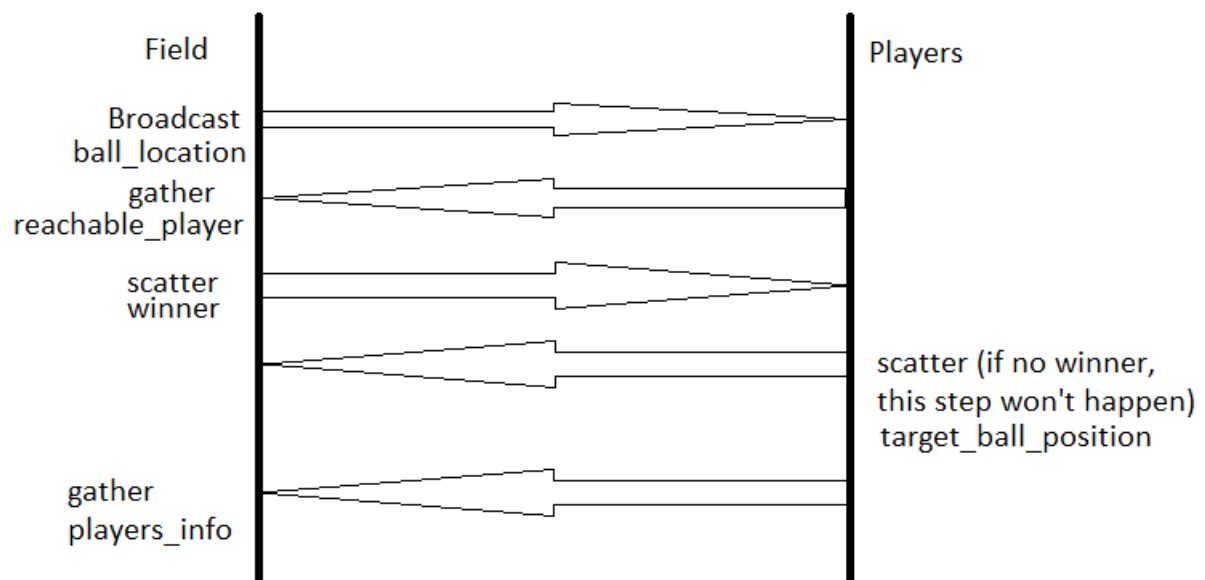 Field
Players
Broadcast
ball_location
gather
reachable_player
scatter
winner
scatter (if no winner,
this step won't happen)
target_ball_position
gather
players_info